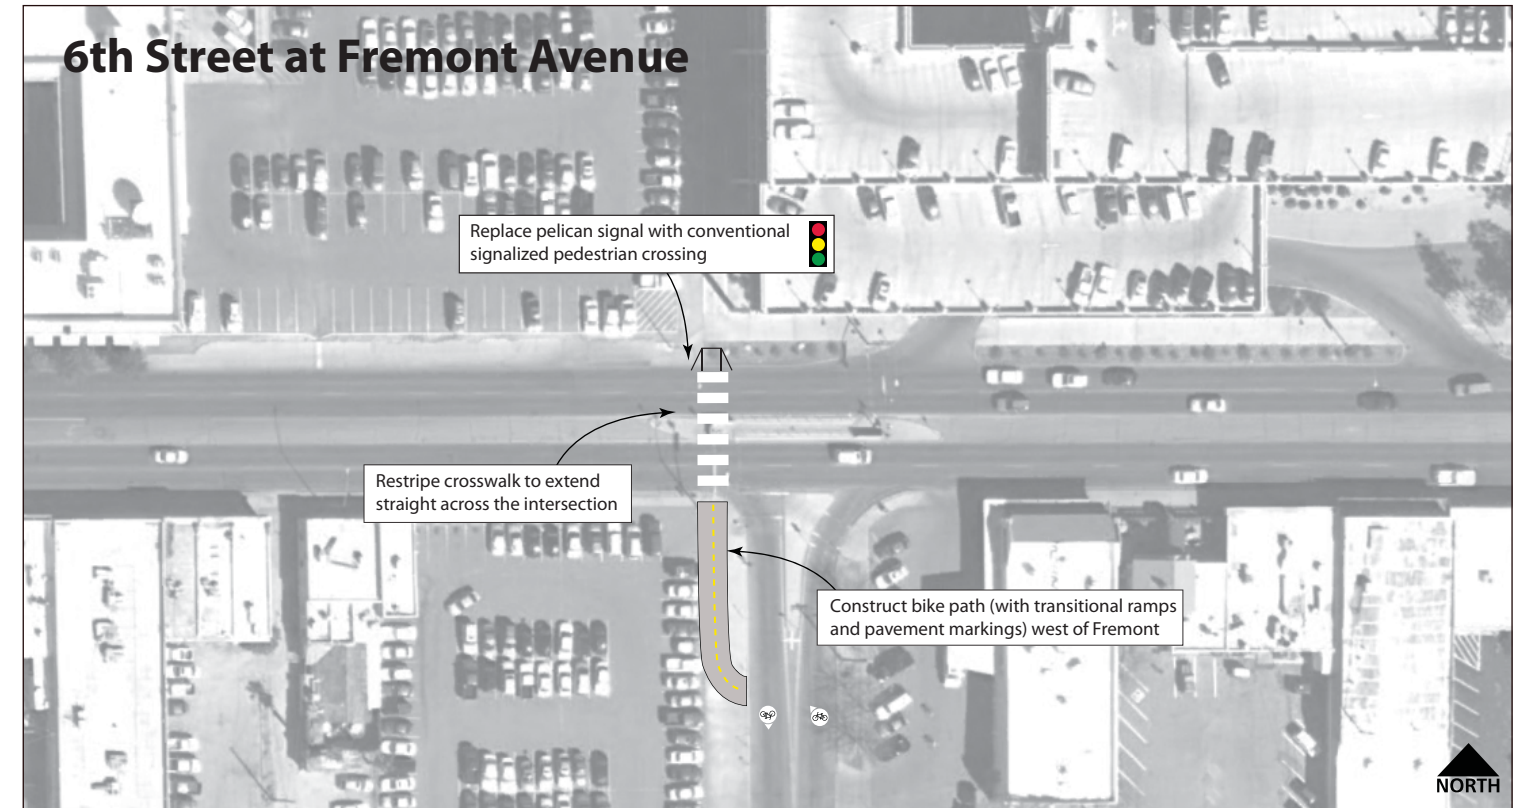 6th Street at Fremont Avenue
Replace pelican signal with conventional
signalized pedestrian crossing
Restripe crosswalk to extend
straight across the intersection
Construct bike path (with transitional ramps
and pavement markings) west of Fremont
NORTH